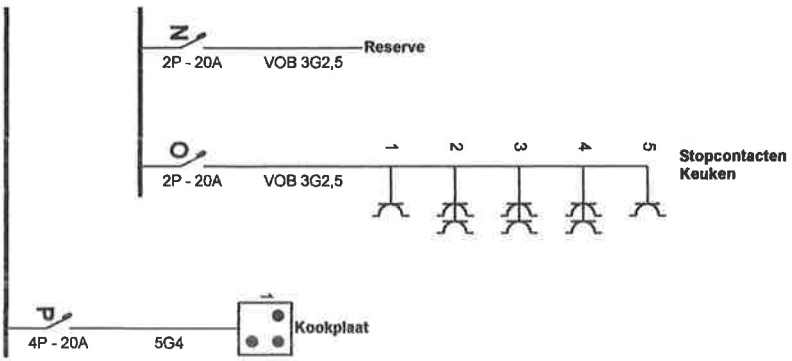 N
Reserve
2P - 20A VOB 3G2,5
O 1 2 3 4 5
Stopcontacten
Keuken
2P - 20A VOB 3G2,5
P 1
Kookplaat
4P - 20A 5G4